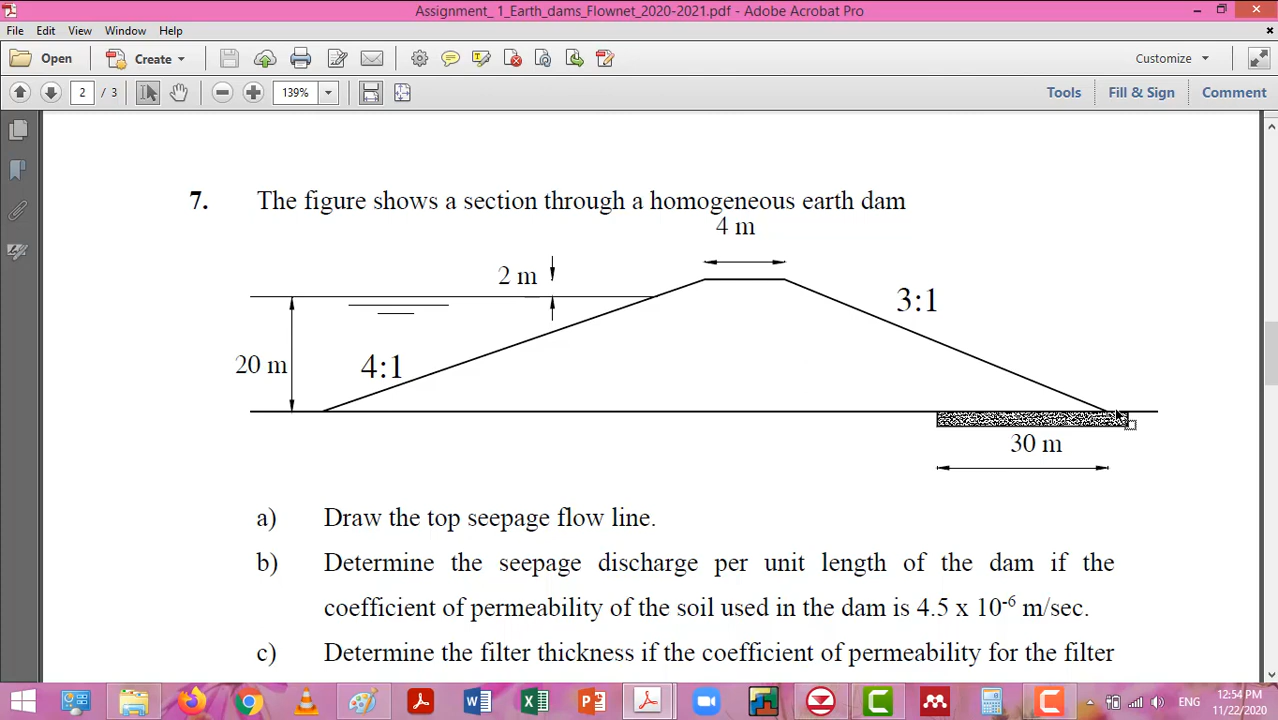 Assignment_ 1_Earth_dams_Flownet_2020-2021.pdf - Adobe Acrobat Pro
File Edit View Window Help
Open Create Customize
2 / 3 139% Tools Fill & Sign Comment
7. The figure shows a section through a homogeneous earth dam
4 m
2 m
3:1
20 m
4:1
30 m
a) Draw the top seepage flow line.
b) Determine the seepage discharge per unit length of the dam if the
coefficient of permeability of the soil used in the dam is 4.5 x 10⁻⁶ m/sec.
c) Determine the filter thickness if the coefficient of permeability for the filter
ENG
12:54 PM
11/22/2020